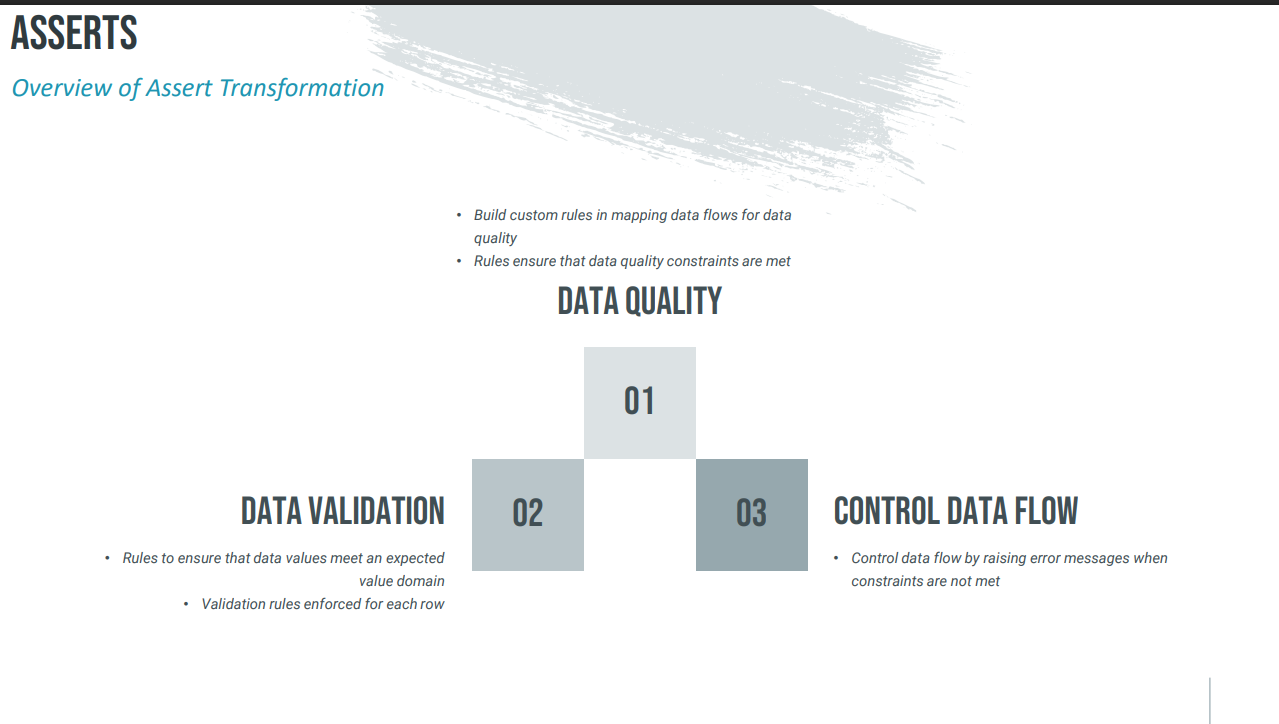 ASSERTS
Overview of Assert Transformation
• Build custom rules in mapping data flows for data
quality
• Rules ensure that data quality constraints are met
DATA QUALITY
01
02
03
DATA VALIDATION
• Rules to ensure that data values meet an expected
value domain
• Validation rules enforced for each row
CONTROL DATA FLOW
• Control data flow by raising error messages when
constraints are not met